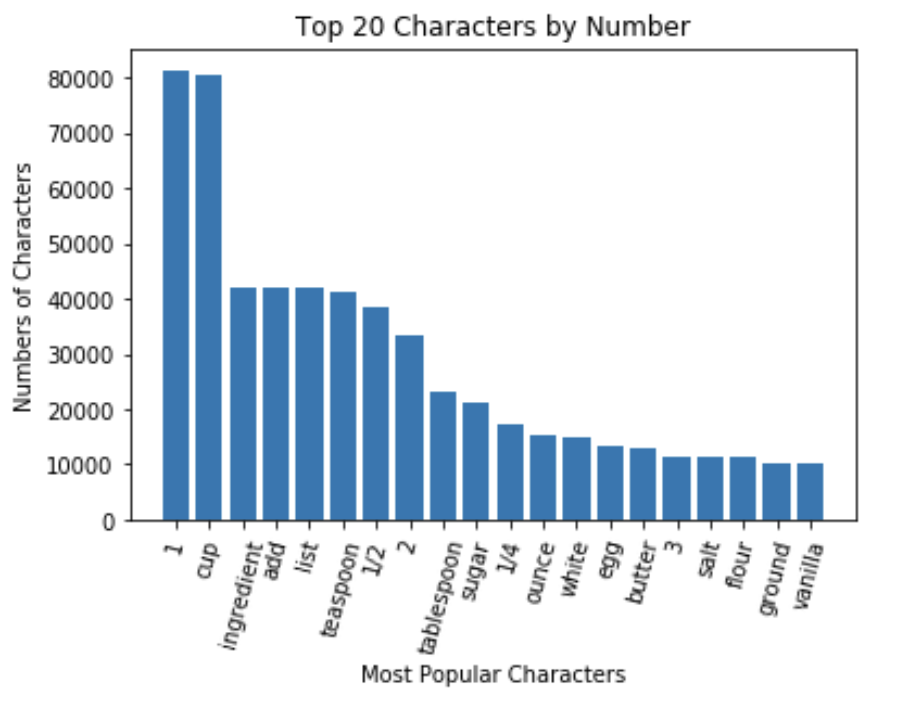 Top 20 Characters by Number
Numbers of Characters
80000
70000
60000
50000
40000
30000
20000
10000
0
1
cup
ingredient
add
list
teaspoon
1/2
2
tablespoon
sugar
1/4
ounce
white
egg
butter
3
salt
flour
ground
vanilla
Most Popular Characters